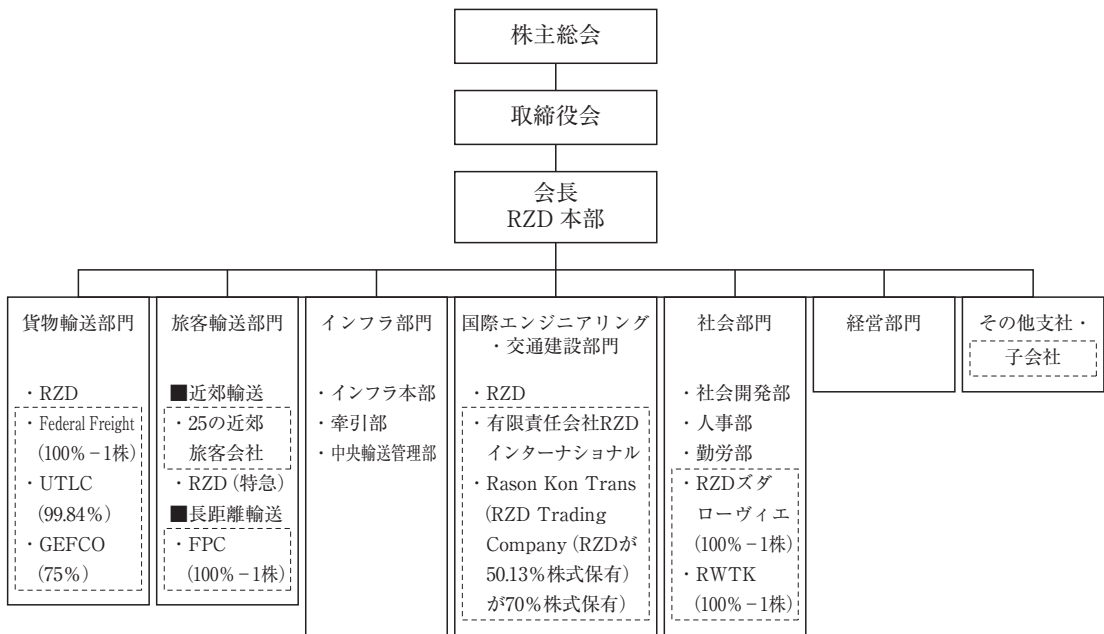 株主総会
取締役会
会長
RZD 本部
貨物輸送部門
・RZD
・Federal Freight
(100%−1株)
・UTLC
(99.84%)
・GEFCO
(75%)
旅客輸送部門
■近郊輸送
・25の近郊
旅客会社
・RZD (特急)
■長距離輸送
・FPC
(100%−1株)
インフラ部門
・インフラ本部
・牽引部
・中央輸送管理部
国際エンジニアリング
・交通建設部門
・RZD
・有限責任会社RZD
インターナショナル
・Rason Kon Trans
(RZD Trading
Company (RZDが
50.13%株式保有)
が70%株式保有)
社会部門
・社会開発部
・人事部
・勤労部
・RZDズダ
ローヴィエ
(100%−1株)
・RWTK
(100%−1株)
経営部門
その他支社・
子会社